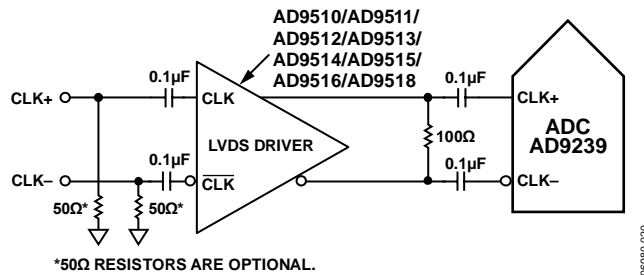 AD9510/AD9511/
AD9512/AD9513/
AD9514/AD9515/
AD9516/AD9518
0.1µF
0.1µF
CLK+
CLK
CLK+
LVDS DRIVER
100Ω
ADC
AD9239
0.1µF
0.1µF
CLK–
CLK
CLK–
50Ω*
50Ω*
*50Ω RESISTORS ARE OPTIONAL.